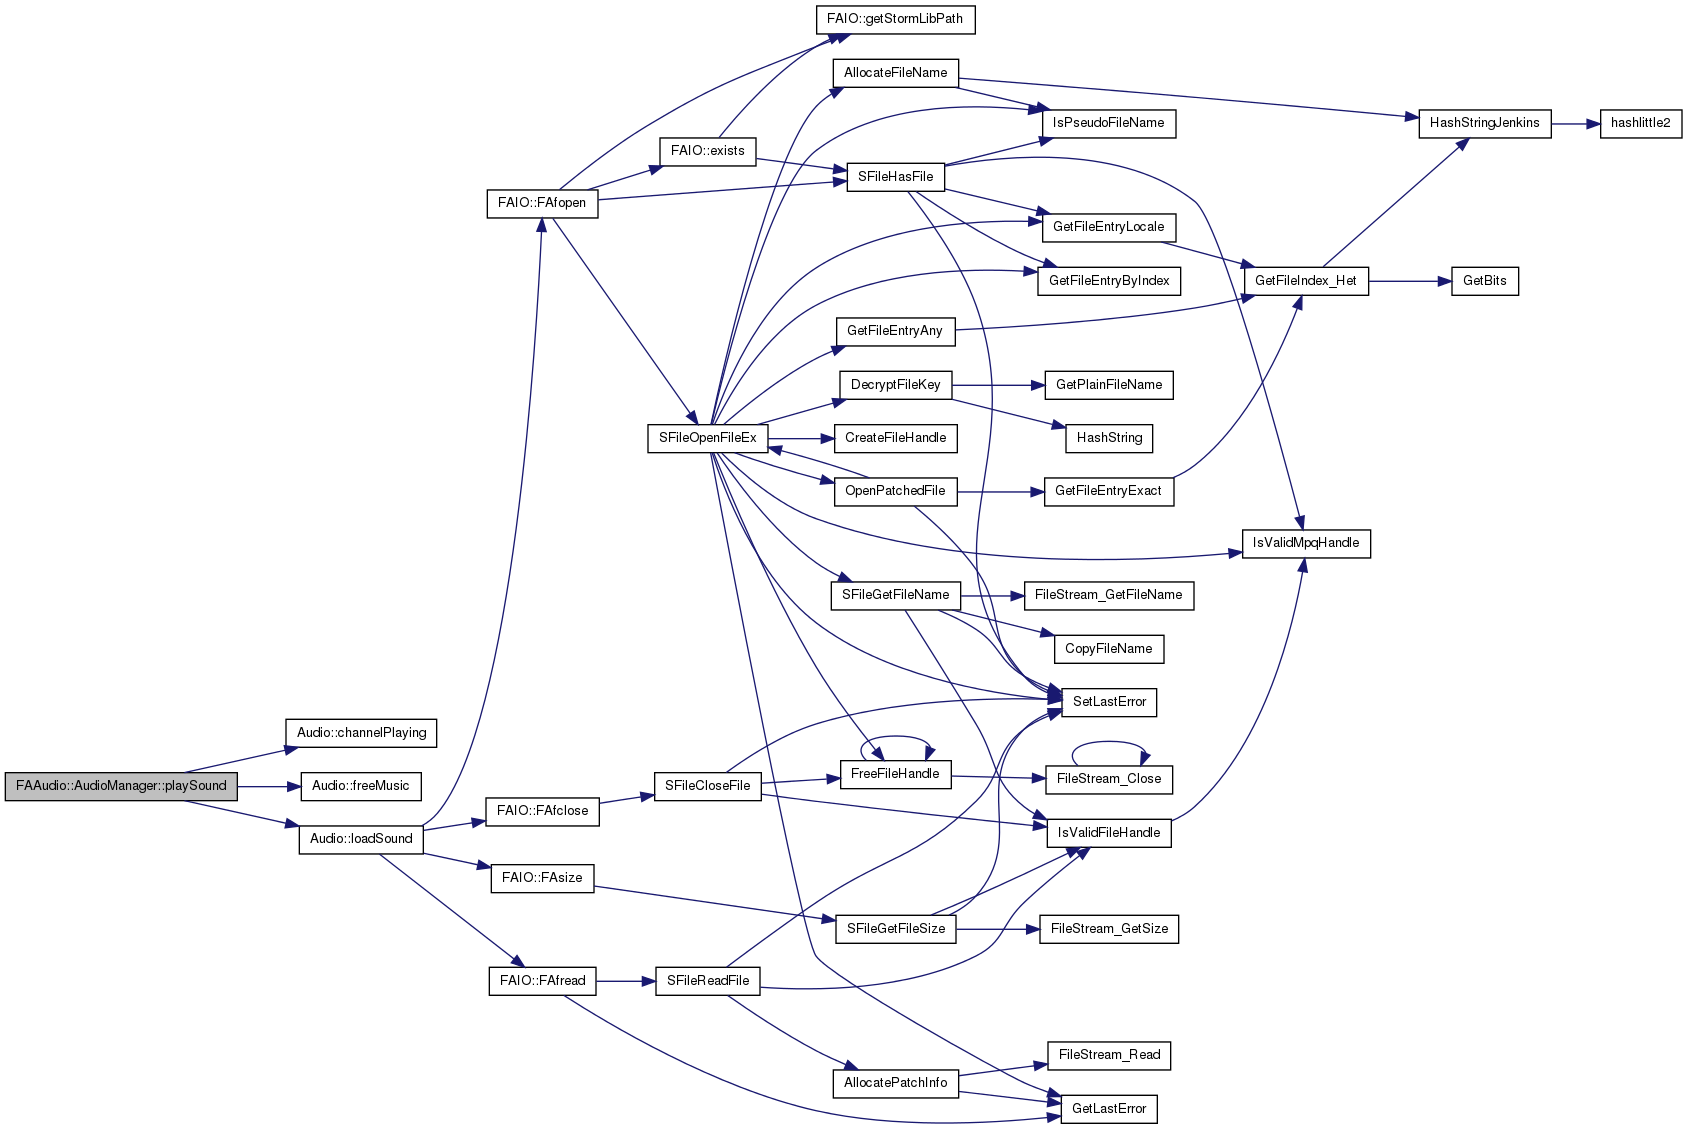 FAIO::getStormLibPath
AllocateFileName
IsPseudoFileName
HashStringJenkins
hashlittle2
FAIO::exists
SFileHasFile
FAIO::FAfopen
GetFileEntryLocale
GetFileEntryByIndex
GetFileIndex_Het
GetBits
GetFileEntryAny
DecryptFileKey
GetPlainFileName
SFileOpenFileEx
CreateFileHandle
HashString
OpenPatchedFile
GetFileEntryExact
IsValidMpqHandle
SFileGetFileName
FileStream_GetFileName
CopyFileName
SetLastError
Audio::channelPlaying
FAAudio::AudioManager::playSound
Audio::freeMusic
SFileCloseFile
FreeFileHandle
FileStream_Close
FAIO::FAfclose
Audio::loadSound
IsValidFileHandle
FAIO::FAsize
SFileGetFileSize
FileStream_GetSize
FAIO::FAfread
SFileReadFile
FileStream_Read
AllocatePatchInfo
GetLastError